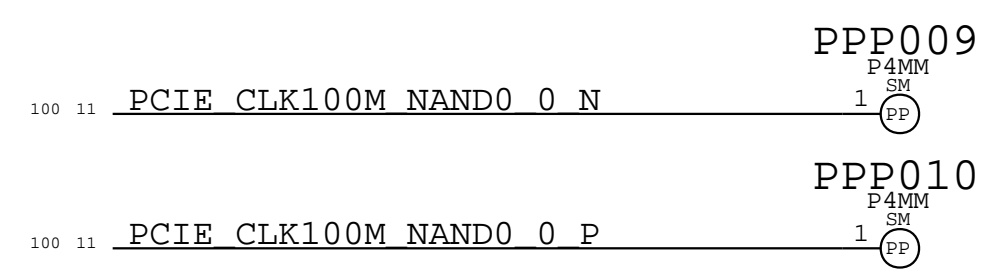 PPP009
P4MM
SM
100 11 PCIE_CLK100M_NAND0_0_N 1 PP
PPP010
P4MM
SM
100 11 PCIE_CLK100M_NAND0_0_P 1 PP